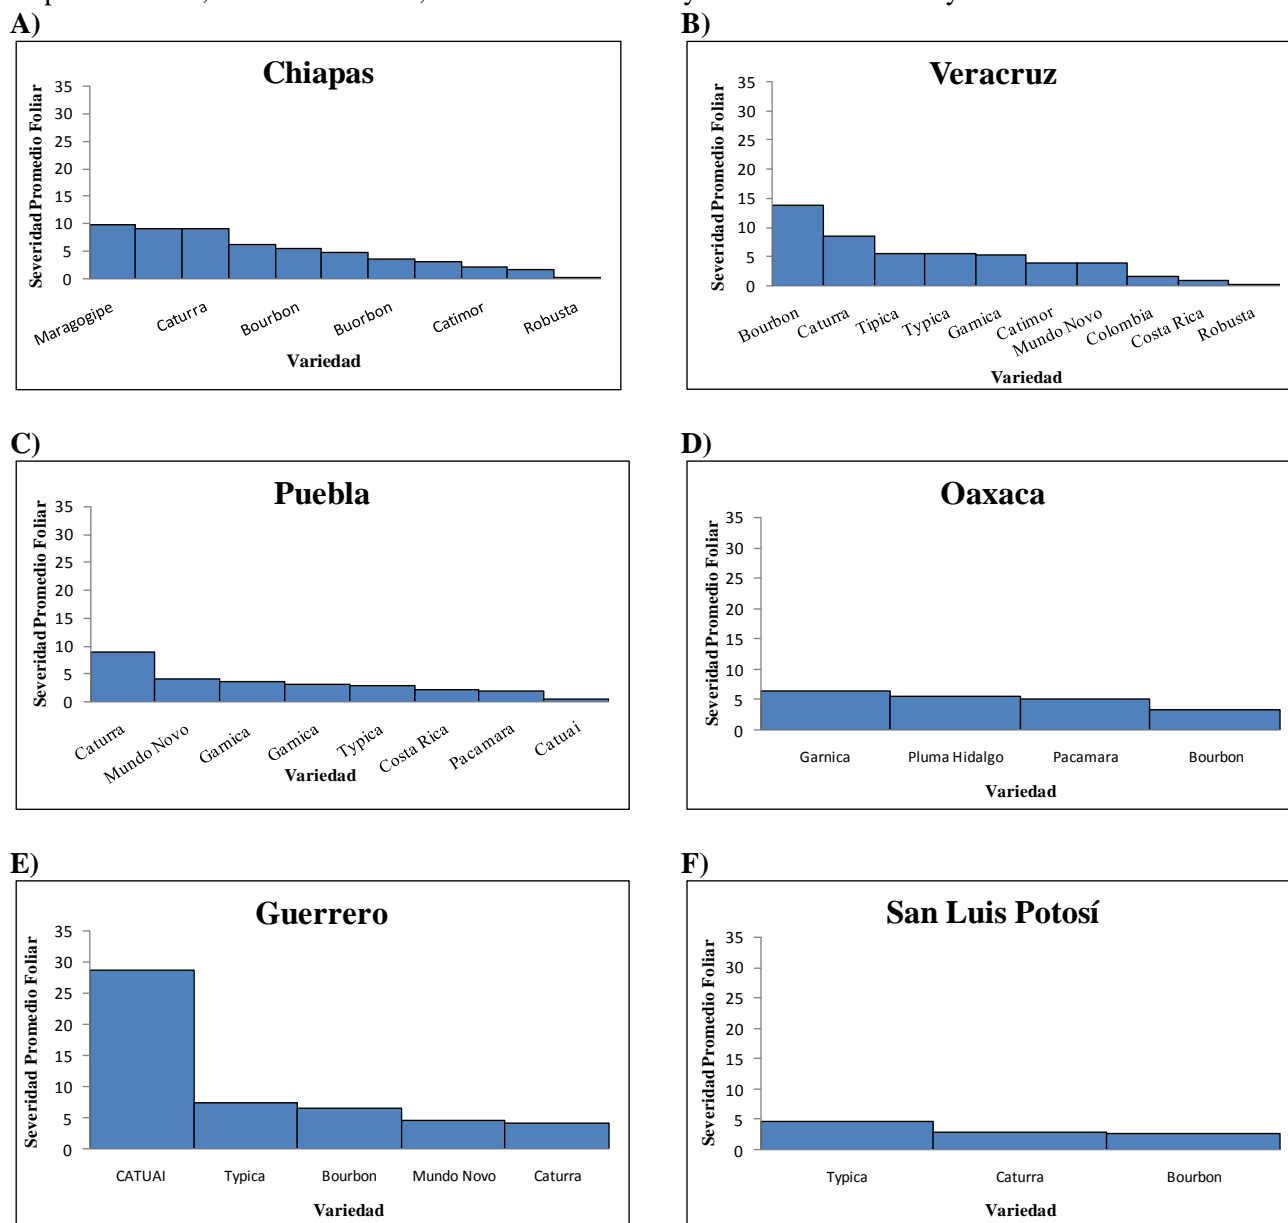 A)
Chiapas
Severidad Promedio Foliar
35
30
25
20
15
10
5
0
Maragogipe
Caturra
Bourbon
Buorbon
Catimor
Robusta
Variedad
B)
Veracruz
Severidad Promedio Foliar
35
30
25
20
15
10
5
0
Bourbon
Caturra
Tipica
Typica
Garnica
Catimor
Mundo Novo
Colombia
Costa Rica
Robusta
Variedad
C)
Puebla
Severidad Promedio Foliar
35
30
25
20
15
10
5
0
Caturra
Mundo Novo
Garnica
Garnica
Typica
Costa Rica
Pacamara
Catuai
Variedad
D)
Oaxaca
Severidad Promedio Foliar
35
30
25
20
15
10
5
0
Garnica
Pluma Hidalgo
Pacamara
Bourbon
Variedad
E)
Guerrero
Severidad Promedio Foliar
35
30
25
20
15
10
5
0
CATUAI
Typica
Bourbon
Mundo Novo
Caturra
Variedad
F)
San Luis Potosí
Severidad Promedio Foliar
35
30
25
20
15
10
5
0
Typica
Caturra
Bourbon
Variedad